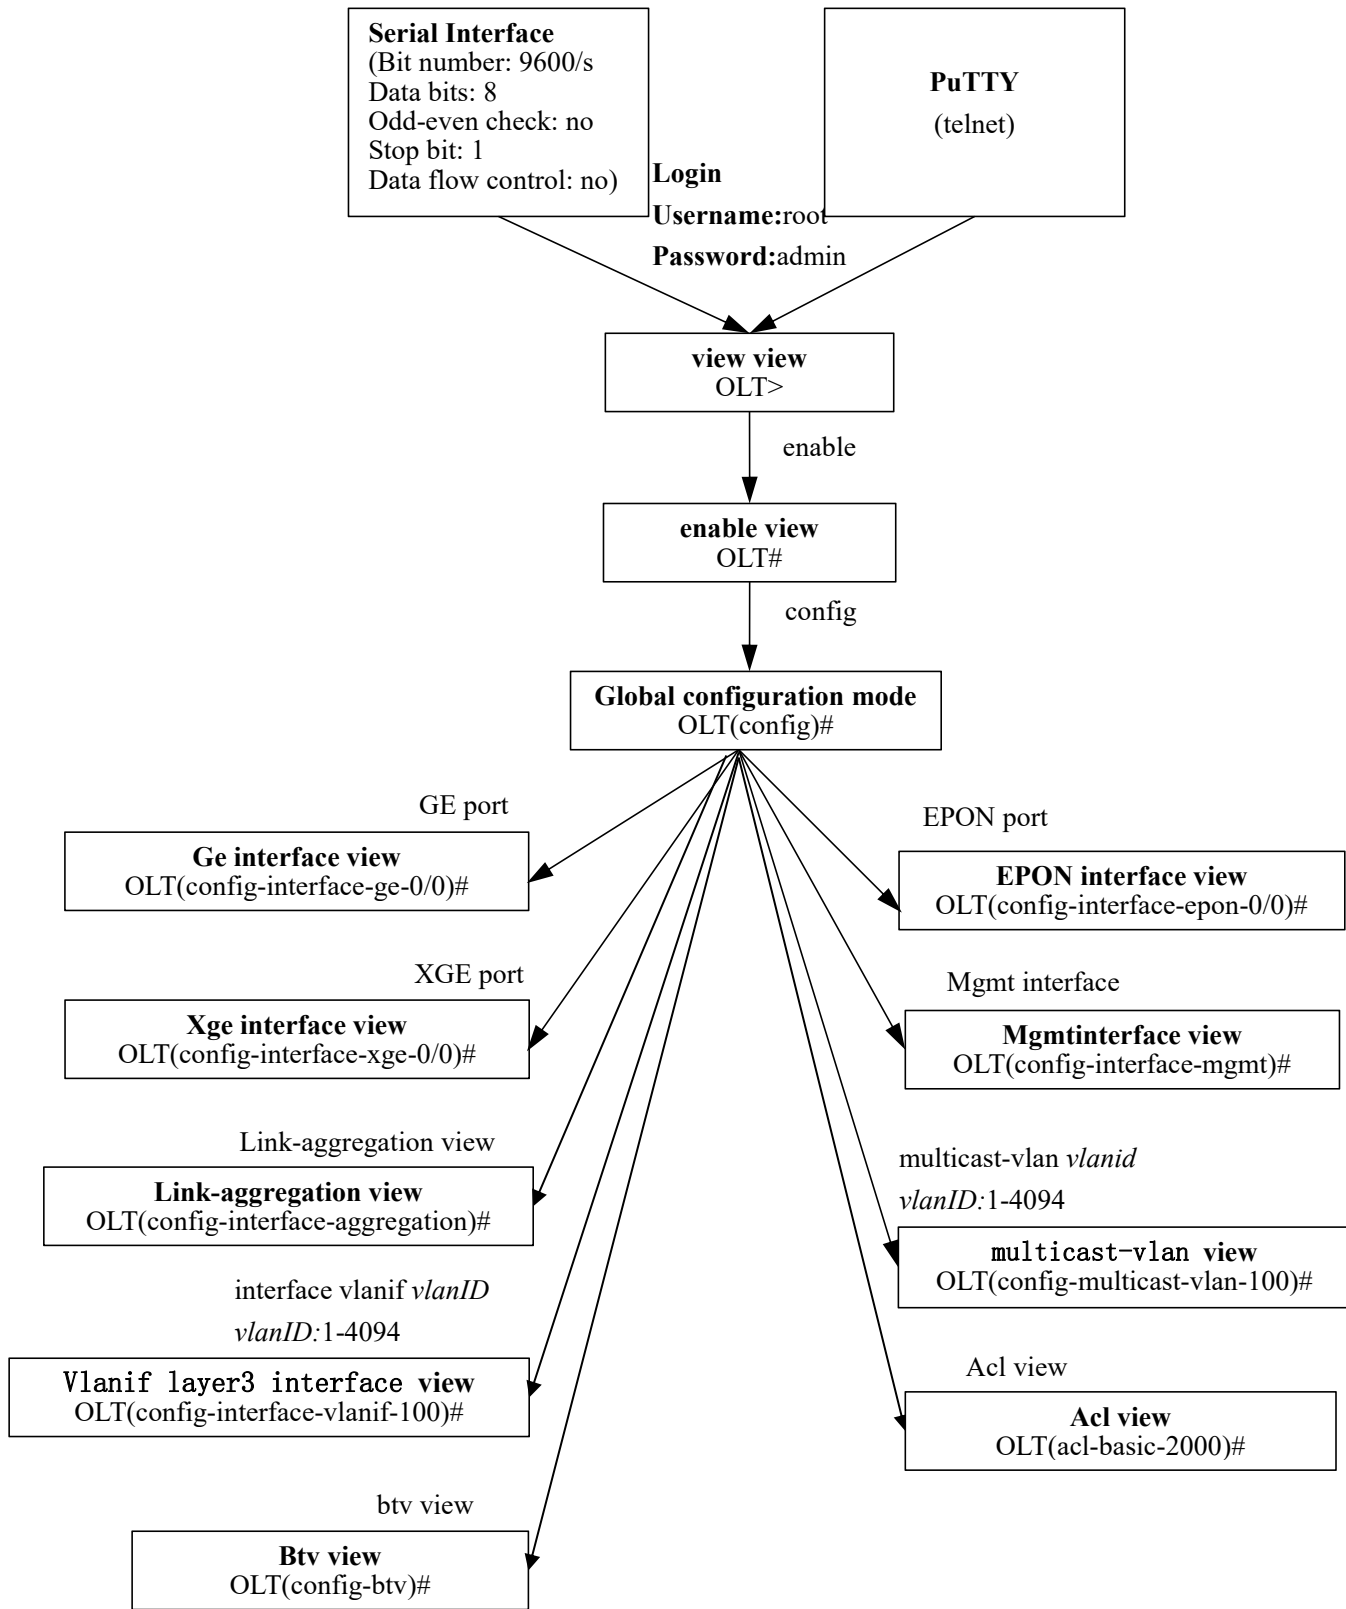 Serial Interface
(Bit number: 9600/s
Data bits: 8
Odd-even check: no
Stop bit: 1
Data flow control: no)
PuTTY
(telnet)
Login
Username:root
Password:admin
view view
OLT>
enable
enable view
OLT#
config
Global configuration mode
OLT(config)#
GE port
Ge interface view
OLT(config-interface-ge-0/0)#
EPON port
EPON interface view
OLT(config-interface-epon-0/0)#
XGE port
Xge interface view
OLT(config-interface-xge-0/0)#
Mgmt interface
Mgmtinterface view
OLT(config-interface-mgmt)#
Link-aggregation view
Link-aggregation view
OLT(config-interface-aggregation)#
multicast-vlan vlanid
vlanID:1-4094
multicast-vlan view
OLT(config-multicast-vlan-100)#
interface vlanif vlanID
vlanID:1-4094
Vlanif layer3 interface view
OLT(config-interface-vlanif-100)#
Acl view
Acl view
OLT(acl-basic-2000)#
btv view
Btv view
OLT(config-btv)#